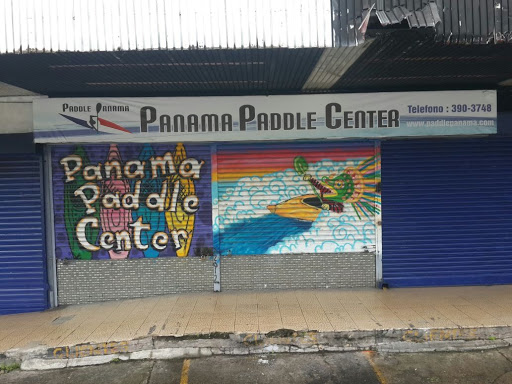 PADDLE PANAMA
PANAMA PADDLE CENTER
Telefono : 390-3748
www.paddlepanama.com
Panama
Paddle
Center